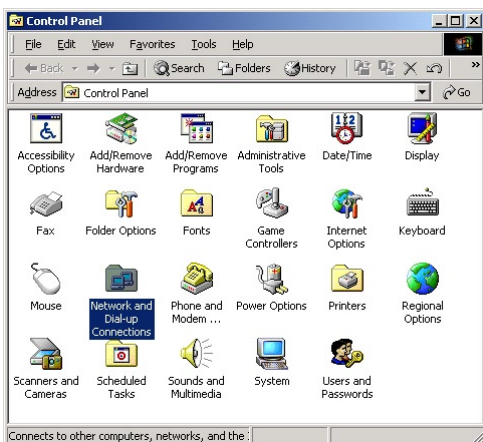 Control Panel
File Edit View Favorites Tools Help
Back Search Folders History »
Address Control Panel Go
Accessibility Options
Add/Remove Hardware
Add/Remove Programs
Administrative Tools
Date/Time
Display
Fax
Folder Options
Fonts
Game Controllers
Internet Options
Keyboard
Mouse
Network and Dial-up Connections
Phone and Modem ...
Power Options
Printers
Regional Options
Scanners and Cameras
Scheduled Tasks
Sounds and Multimedia
System
Users and Passwords
Connects to other computers, networks, and the